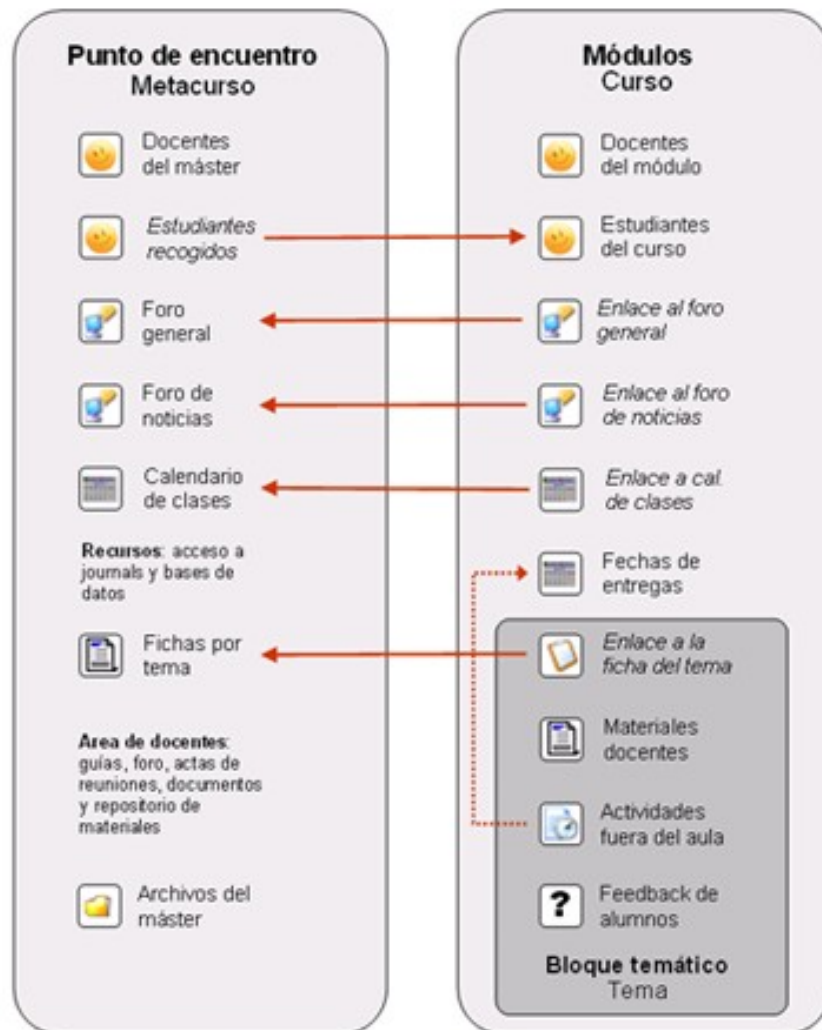 Punto de encuentro
Metacurso
Docentes
del máster
Estudiantes
recogidos
Foro
general
Foro de
noticias
Calendario
de clases
Recursos: acceso a
journals y bases de
datos
Fichas por
tema
Area de docentes:
guías, foro, actas de
reuniones, documentos
y repositorio de
materiales
Archivos del
máster
Módulos
Curso
Docentes
del módulo
Estudiantes
del curso
Enlace al foro
general
Enlace al foro
de noticias
Enlace a cal.
de clases
Fechas de
entregas
Enlace a la
ficha del tema
Materiales
docentes
Actividades
fuera del aula
?
Feedback de
alumnos
Bloque temático
Tema